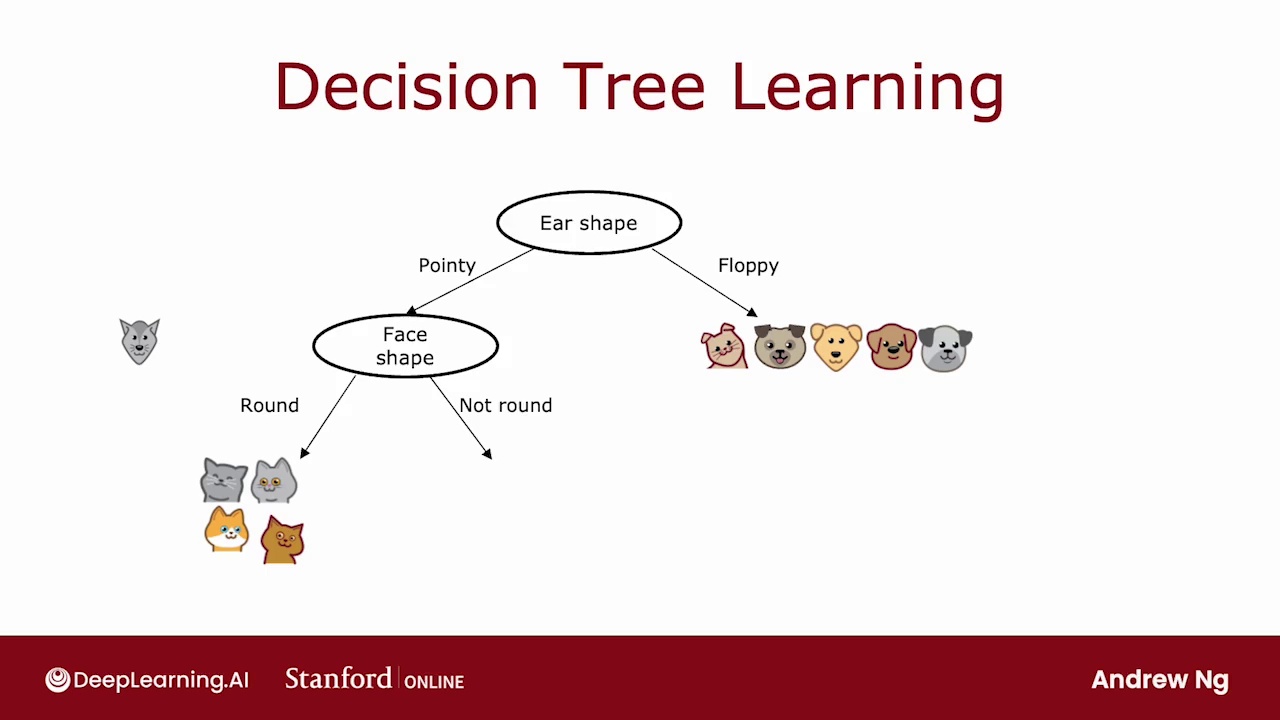 Decision Tree Learning
Ear shape
Pointy
Floppy
Face
shape
Round
Not round
DeepLearning.AI
Stanford ONLINE
Andrew Ng